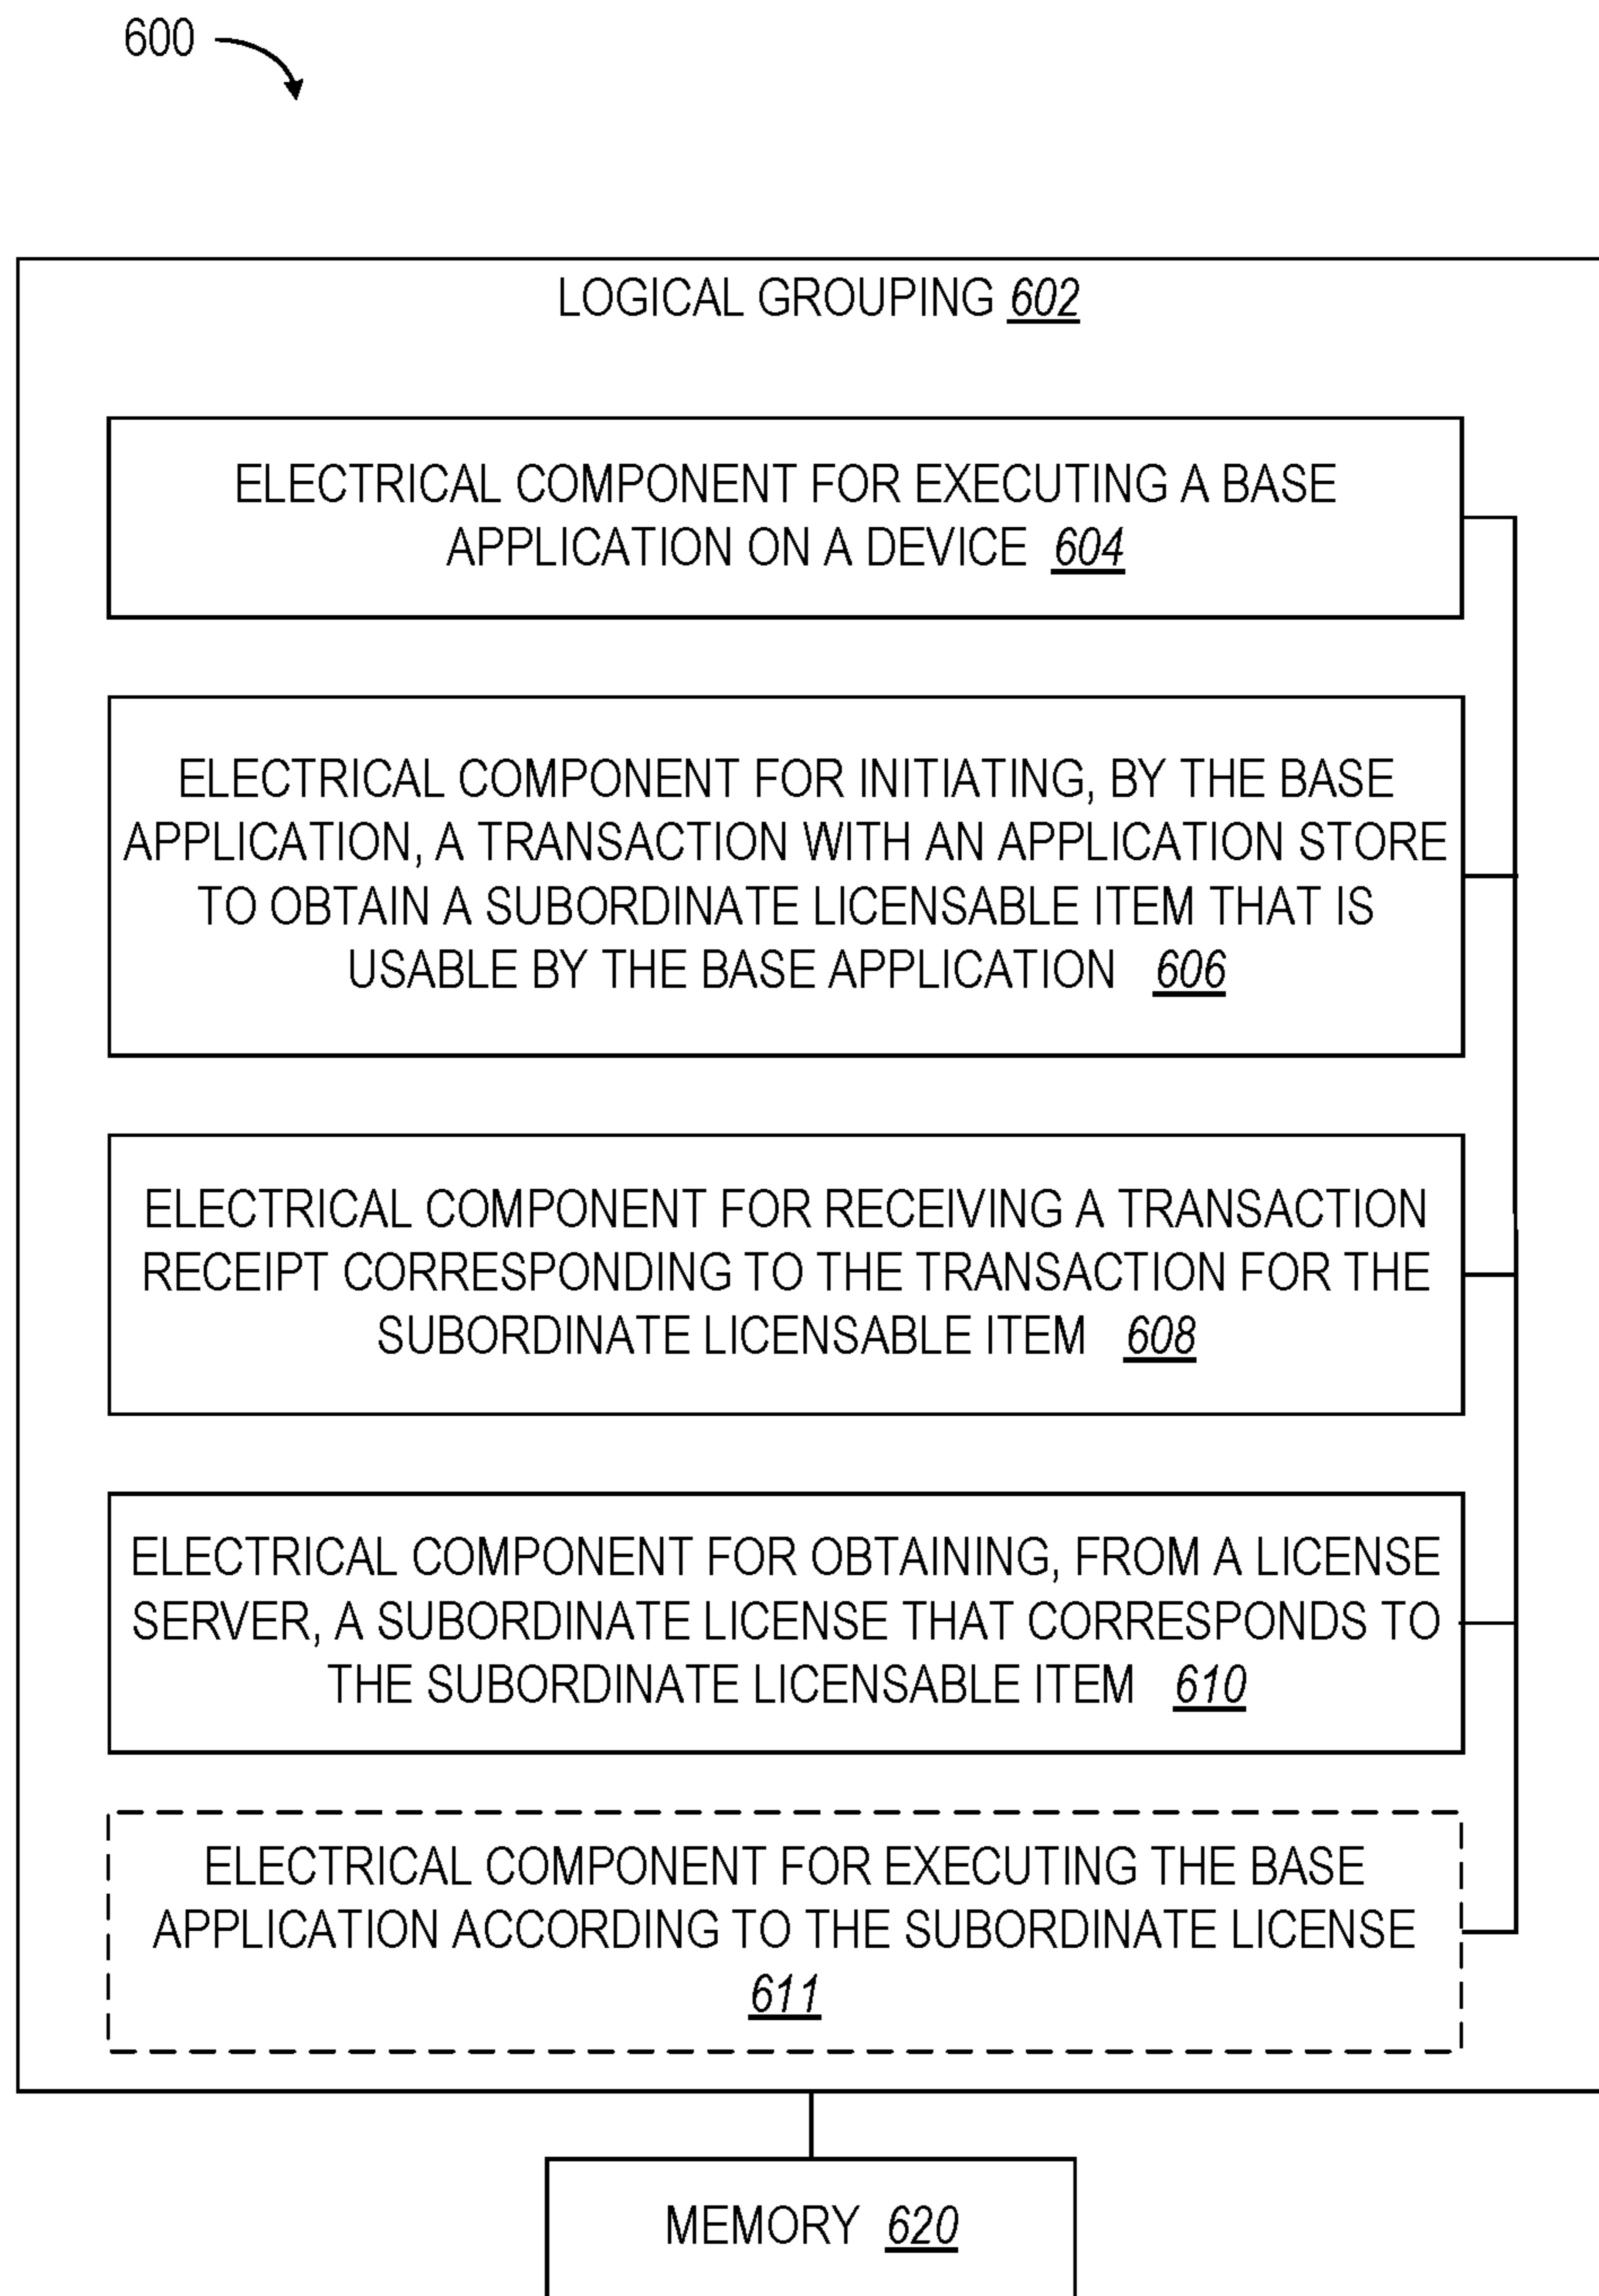 600
LOGICAL GROUPING 602
ELECTRICAL COMPONENT FOR EXECUTING A BASE
APPLICATION ON A DEVICE 604
ELECTRICAL COMPONENT FOR INITIATING, BY THE BASE
APPLICATION, A TRANSACTION WITH AN APPLICATION STORE
TO OBTAIN A SUBORDINATE LICENSABLE ITEM THAT IS
USABLE BY THE BASE APPLICATION 606
ELECTRICAL COMPONENT FOR RECEIVING A TRANSACTION
RECEIPT CORRESPONDING TO THE TRANSACTION FOR THE
SUBORDINATE LICENSABLE ITEM 608
ELECTRICAL COMPONENT FOR OBTAINING, FROM A LICENSE
SERVER, A SUBORDINATE LICENSE THAT CORRESPONDS TO
THE SUBORDINATE LICENSABLE ITEM 610
ELECTRICAL COMPONENT FOR EXECUTING THE BASE
APPLICATION ACCORDING TO THE SUBORDINATE LICENSE
611
MEMORY 620